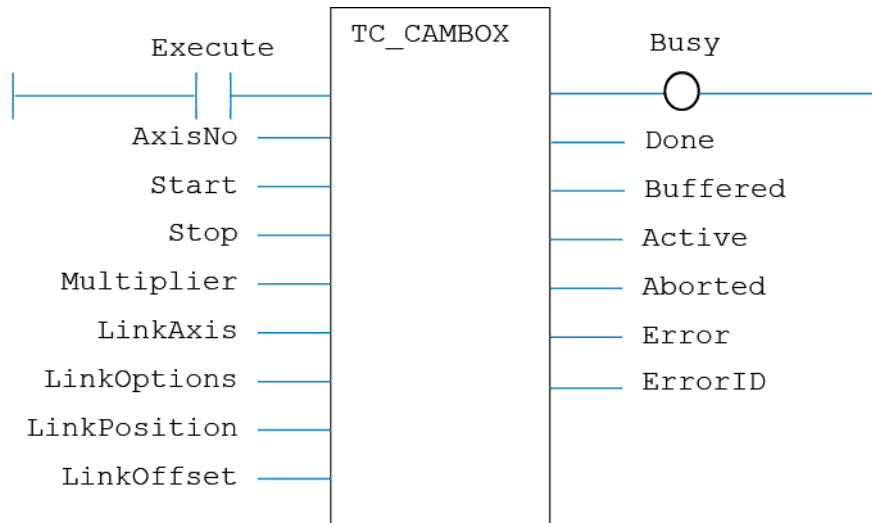 TC_CAMBOX
Execute
Busy
AxisNo
Done
Start
Buffered
Stop
Active
Multiplier
Aborted
LinkAxis
Error
LinkOptions
ErrorID
LinkPosition
LinkOffset